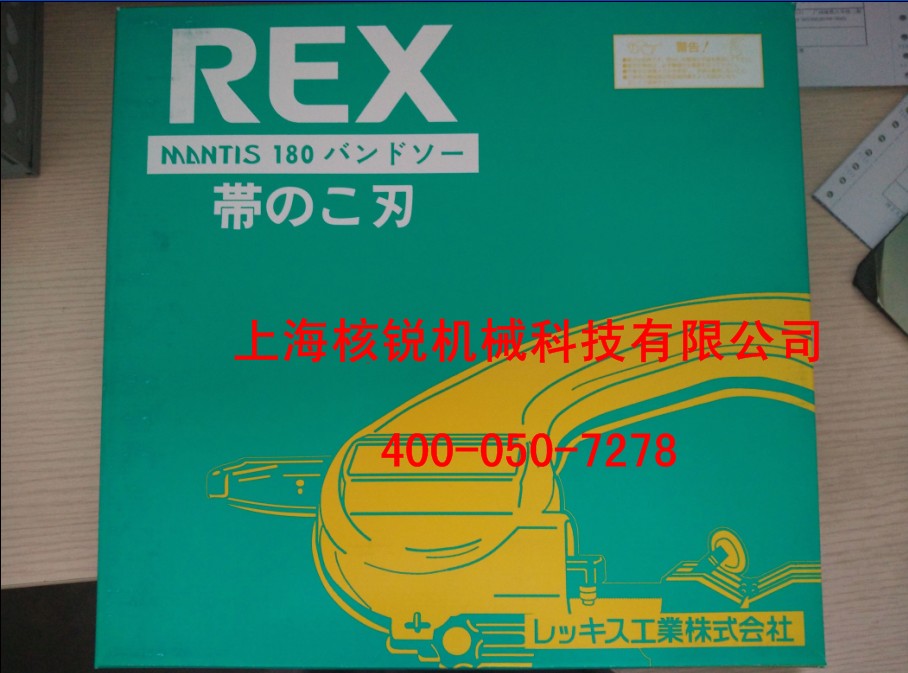 REX
警告!
MANTIS 180 バンドソー
帯のこ刃
上海核锐机械科技有限公司
400-050-7278
レッキス工業株式会社